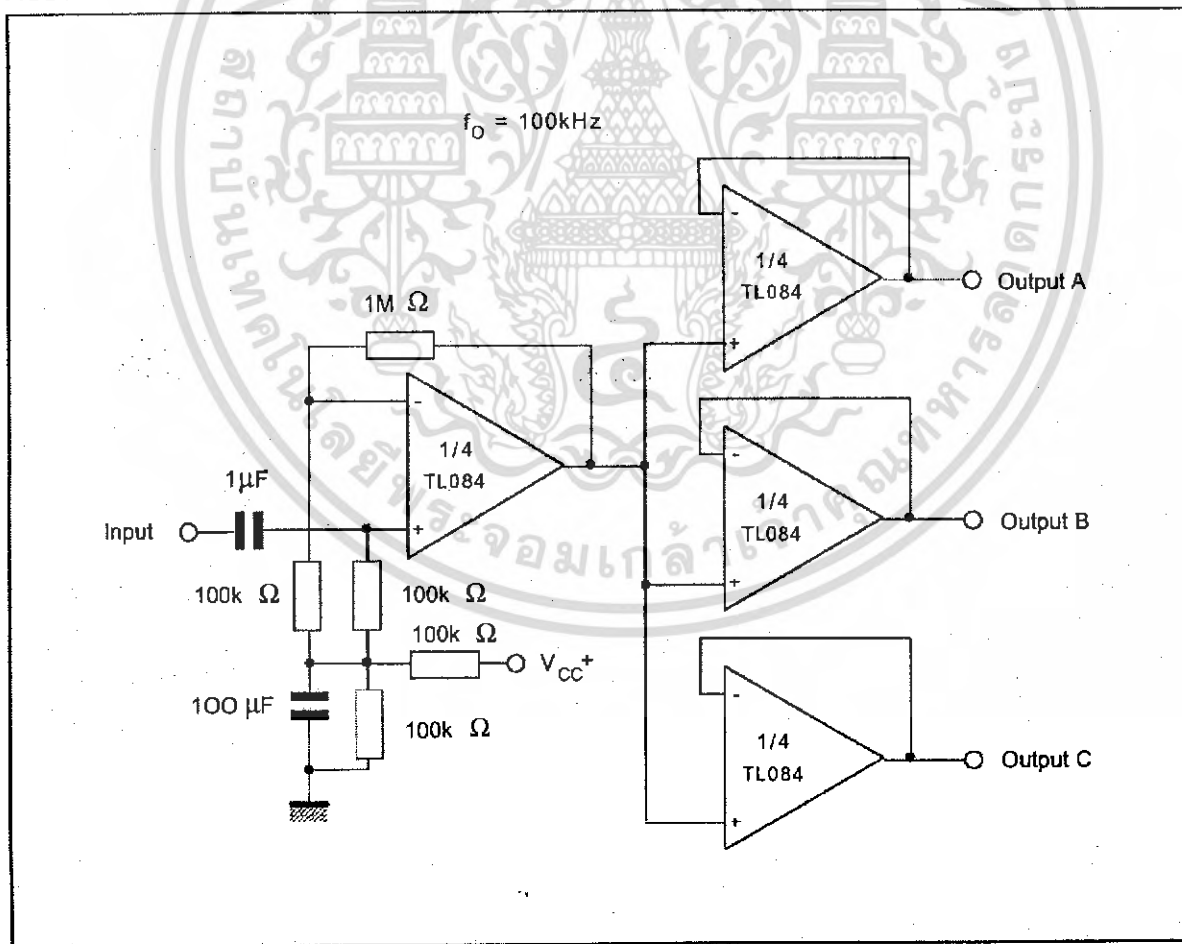 f_O = 100kHz
1M Ω
1/4
TL084
Output A
1µF
1/4
TL084
Input
1/4
TL084
Output B
100k Ω
100k Ω
100k Ω
V_CC+
100 µF
100k Ω
1/4
TL084
Output C